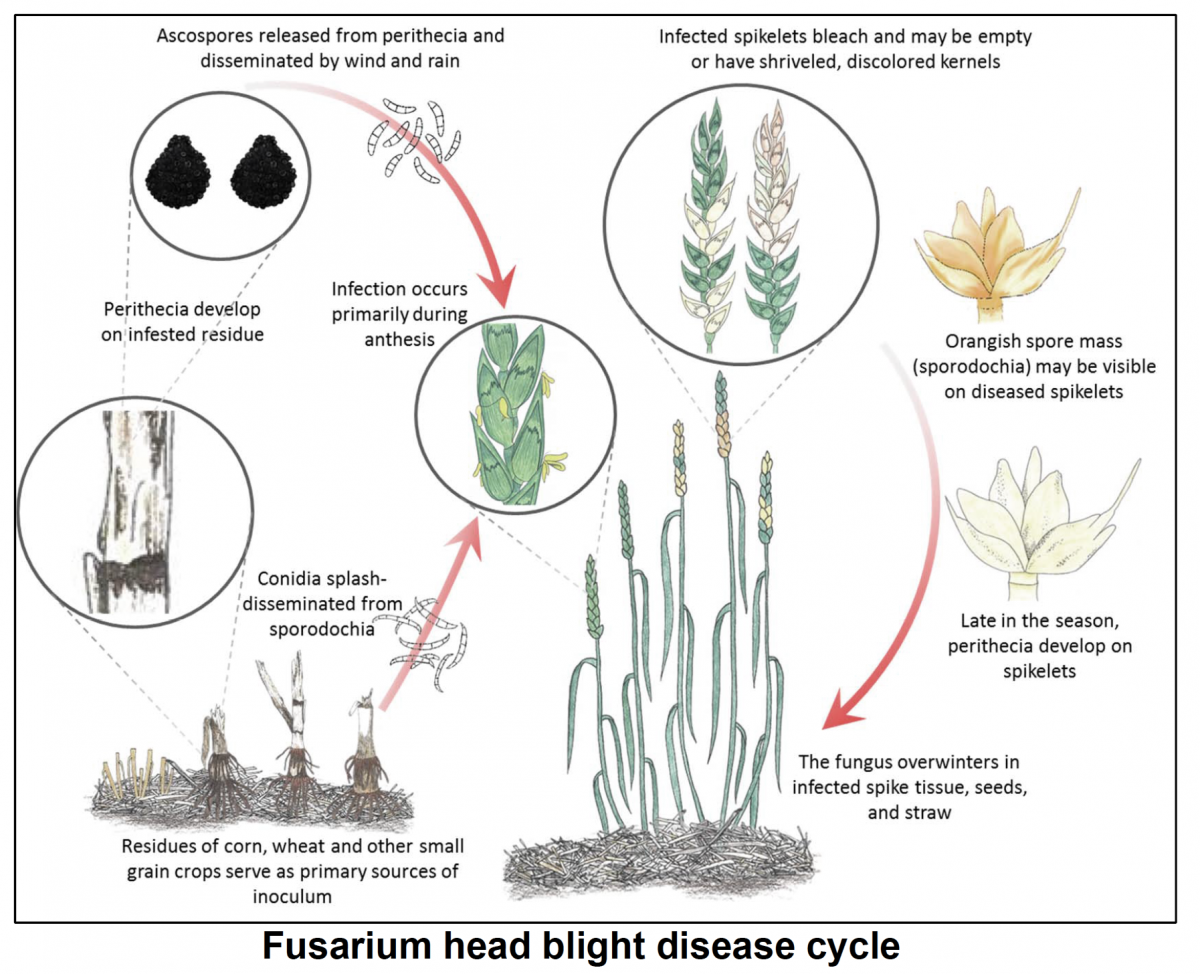 Ascospores released from perithecia and
disseminated by wind and rain
Infected spikelets bleach and may be empty
or have shriveled, discolored kernels
Perithecia develop
on infested residue
Infection occurs
primarily during
anthesis
Orangish spore mass
(sporodochia) may be visible
on diseased spikelets
Conidia splash-
disseminated from
sporodochia
Late in the season,
perithecia develop on
spikelets
The fungus overwinters in
infected spike tissue, seeds,
and straw
Residues of corn, wheat and other small
grain crops serve as primary sources of
inoculum
Fusarium head blight disease cycle